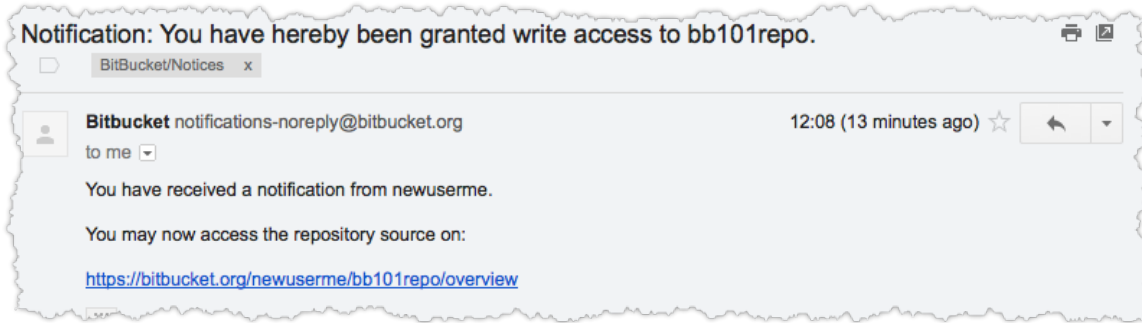 Notification: You have hereby been granted write access to bb101repo.
BitBucket/Notices x
Bitbucket notifications-noreply@bitbucket.org 12:08 (13 minutes ago)
to me
You have received a notification from newuserme.
You may now access the repository source on:
https://bitbucket.org/newuserme/bb101repo/overview